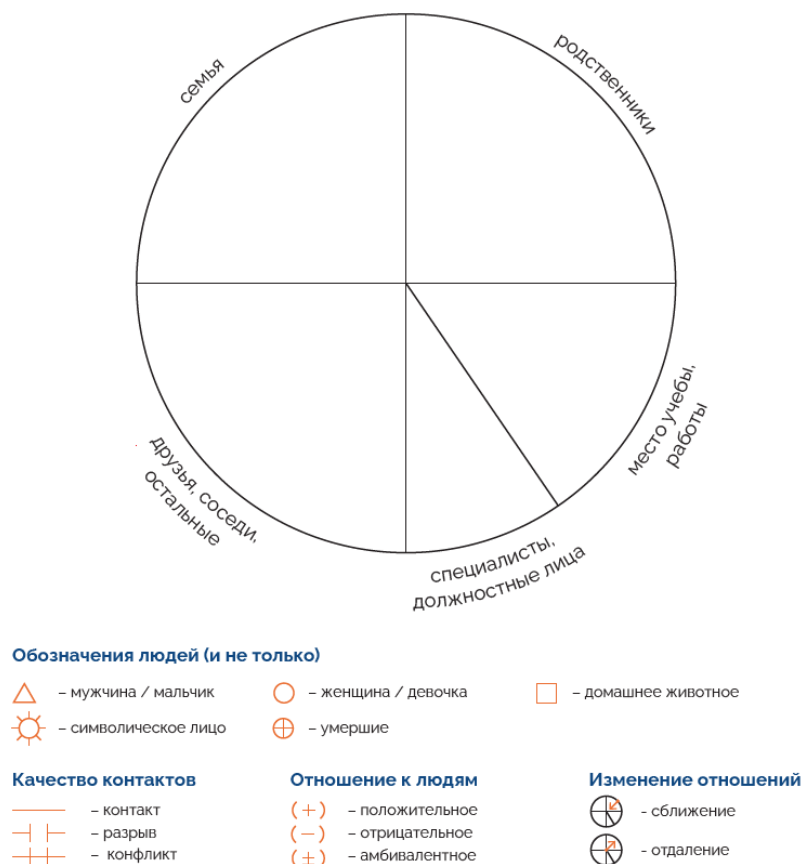 семья
родственники
место учебы,
работы
друзья, соседи,
остальные
специалисты,
должностные лица
Обозначения людей (и не только)
– мужчина / мальчик – женщина / девочка – домашнее животное
– символическое лицо – умершие
Качество контактов Отношение к людям Изменение отношений
– контакт (+) – положительное - сближение
– разрыв (–) – отрицательное - отдаление
– конфликт (±) – амбивалентное